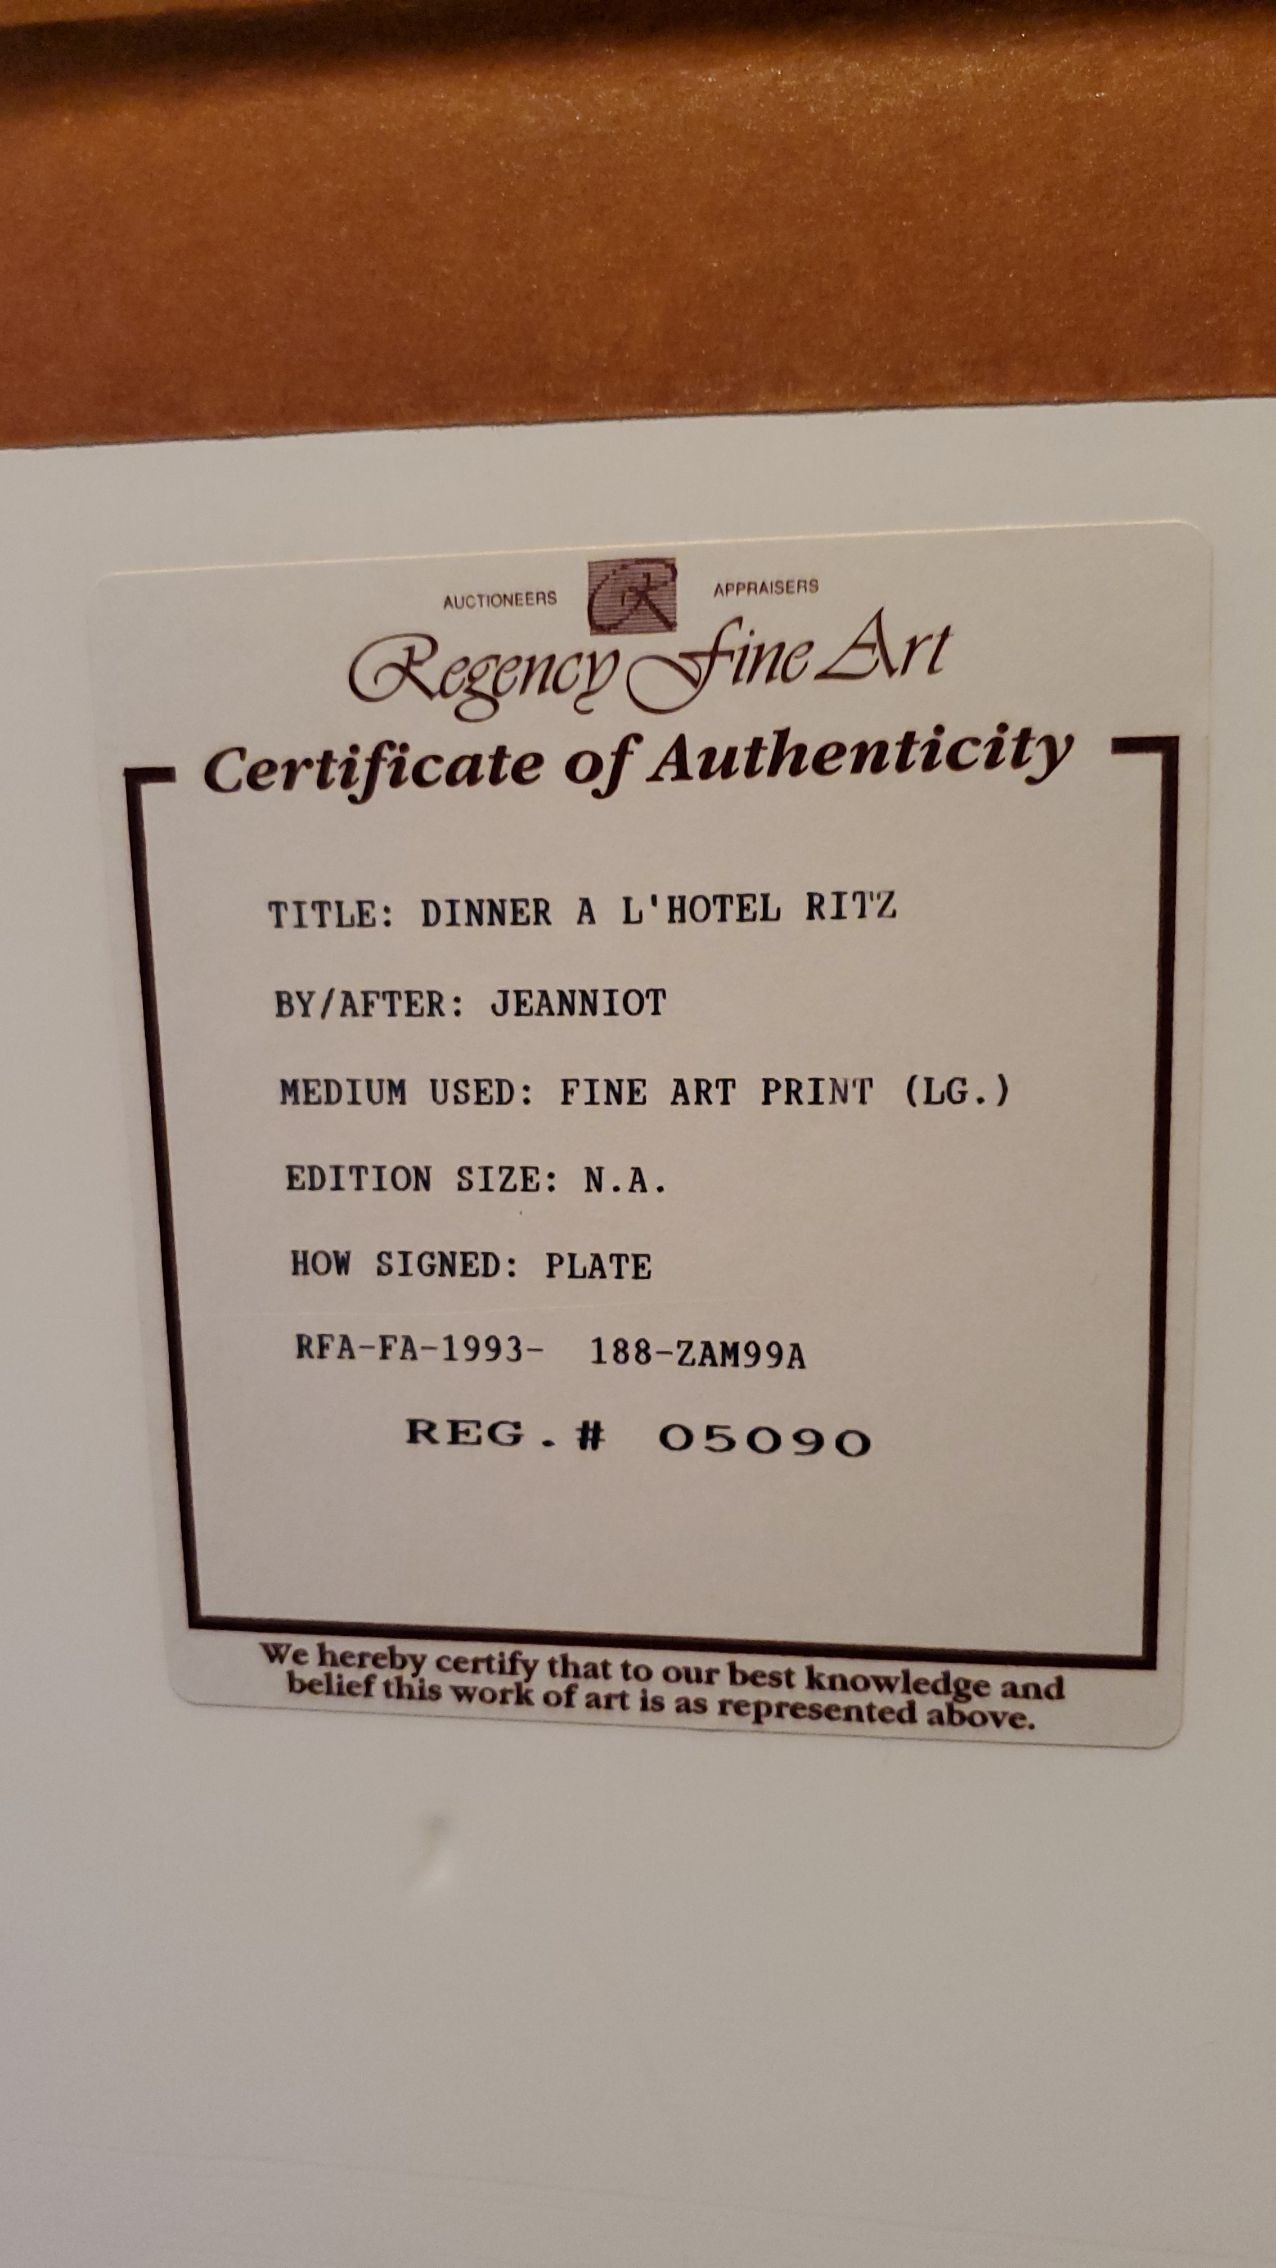 AUCTIONEERS R APPRAISERS
Regency Fine Art
Certificate of Authenticity
TITLE: DINNER A L'HOTEL RITZ
BY/AFTER: JEANNIOT
MEDIUM USED: FINE ART PRINT (LG.)
EDITION SIZE: N.A.
HOW SIGNED: PLATE
RFA-FA-1993- 188-ZAM99A
REG.# 05090
We hereby certify that to our best knowledge and
belief this work of art is as represented above.